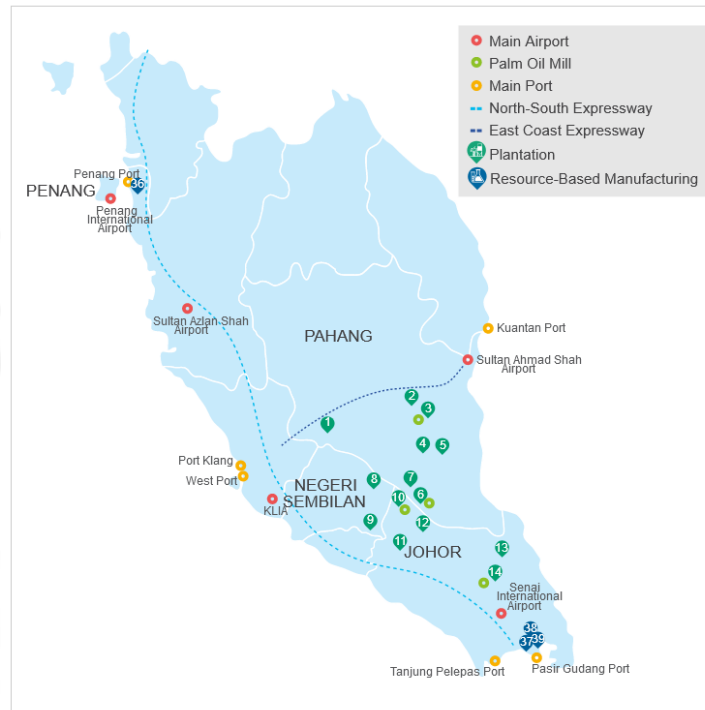 Main Airport
Palm Oil Mill
Main Port
North-South Expressway
East Coast Expressway
Plantation
Resource-Based Manufacturing
Penang Port
36
PENANG
Penang
International
Airport
Sultan Azlan Shah
Airport
PAHANG
Kuantan Port
Sultan Ahmad Shah
Airport
2
3
1
4
5
Port Klang
West Port
KLIA
NEGERI
SEMBILAN
8
7
10
6
9
12
11
JOHOR
13
14
Senai
International
Airport
38
37
39
Tanjung Pelepas Port
Pasir Gudang Port